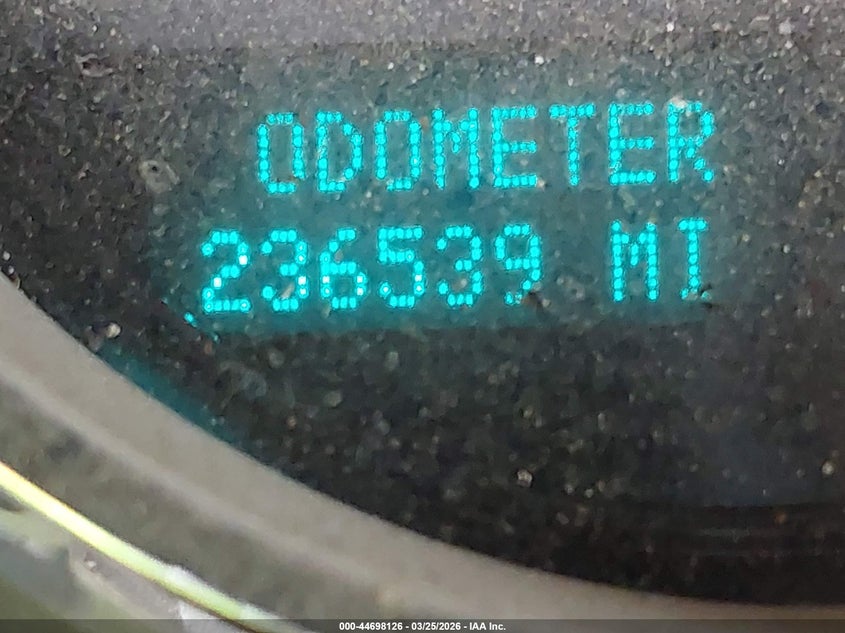 ODOMETER
236539 MI
000-44698126 - 03/25/2026 - IAA Inc.